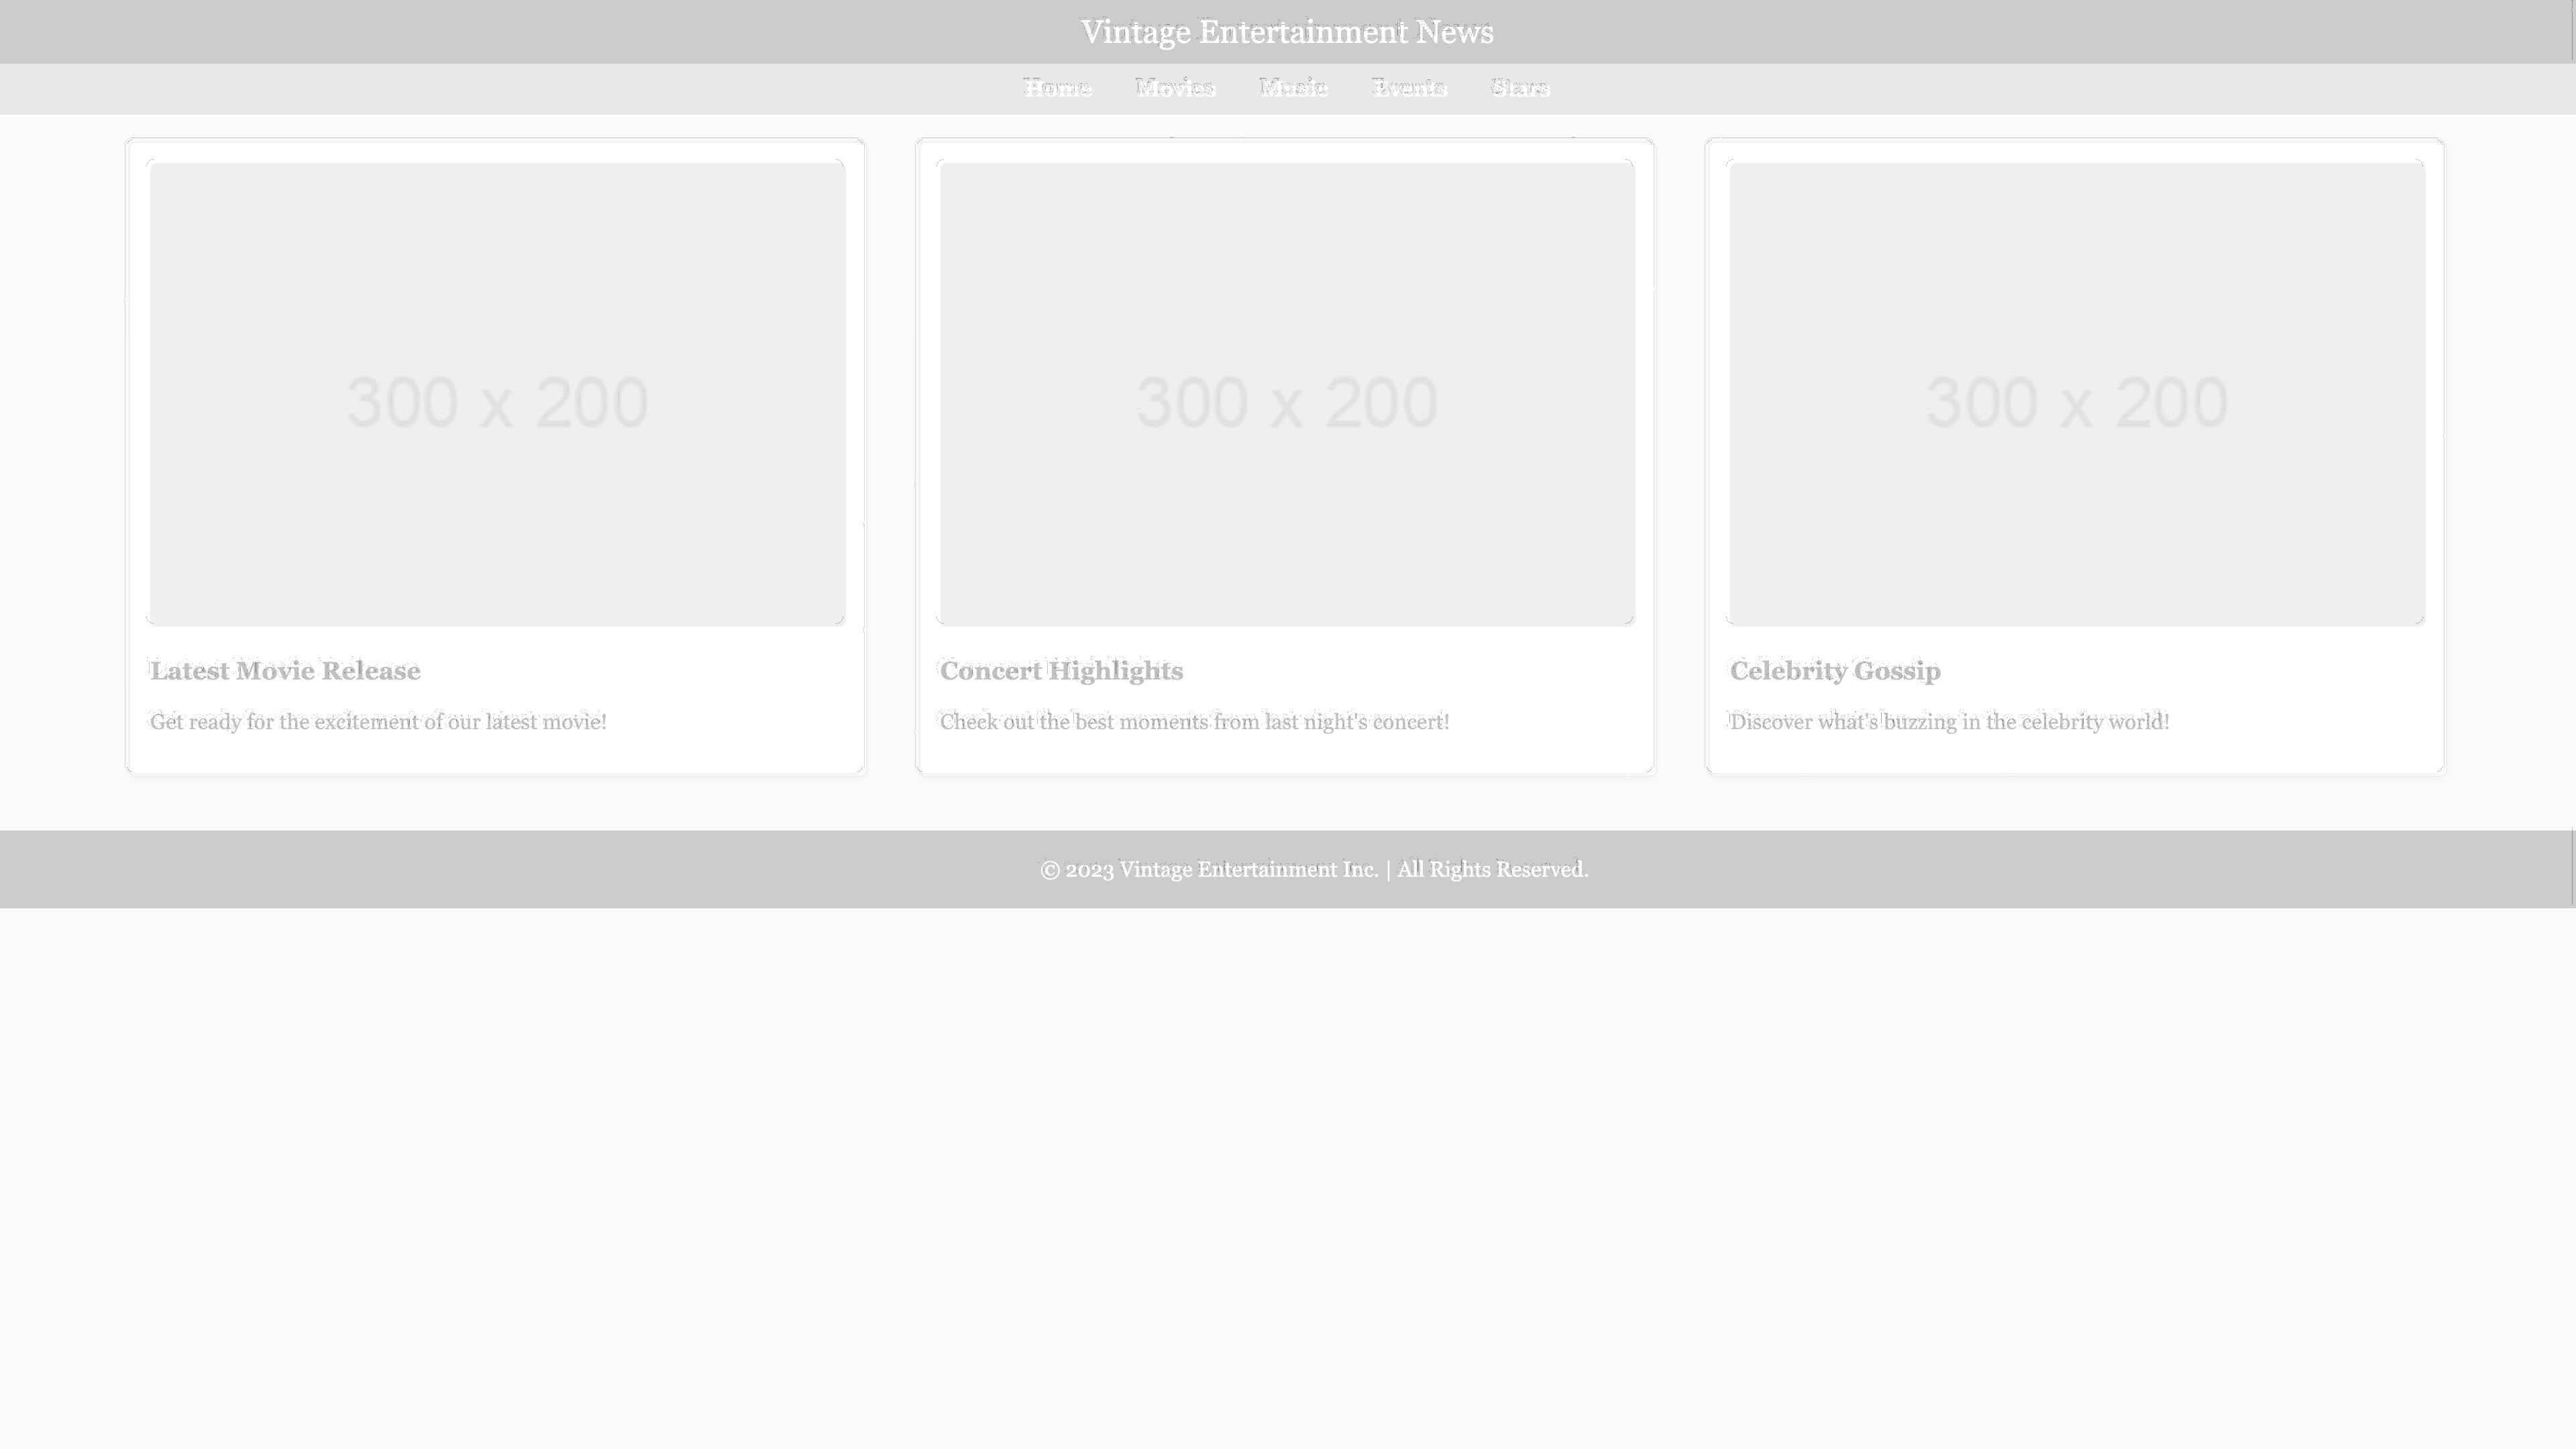 Vintage Entertainment News
Home Movies Music Events Stars
300 x 200 300 x 200 300 x 200
Latest Movie Release
Get ready for the excitement of our latest movie!
Concert Highlights
Check out the best moments from last night's concert!
Celebrity Gossip
Discover what's buzzing in the celebrity world!
© 2023 Vintage Entertainment Inc. | All Rights Reserved.